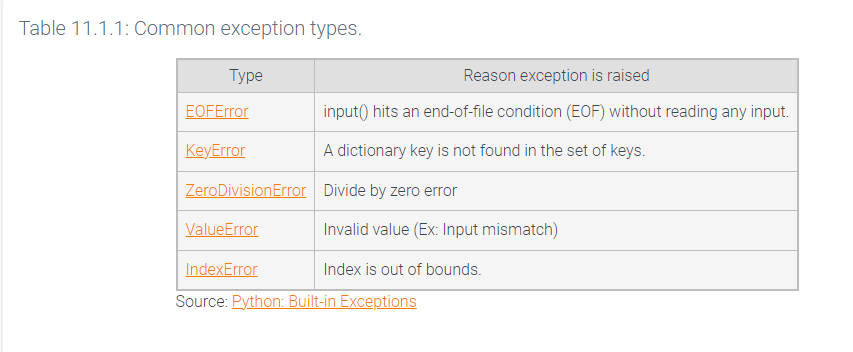 Table 11.1.1: Common exception types.
Type Reason exception is raised
EOFError input() hits an end-of-file condition (EOF) without reading any input.
KeyError A dictionary key is not found in the set of keys.
ZeroDivisionError Divide by zero error
ValueError Invalid value (Ex: Input mismatch)
IndexError Index is out of bounds.
Source: Python: Built-in Exceptions